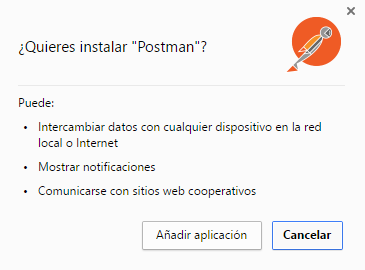 ¿Quieres instalar "Postman"?
Puede:
• Intercambiar datos con cualquier dispositivo en la red
local o Internet
• Mostrar notificaciones
• Comunicarse con sitios web cooperativos
Añadir aplicación
Cancelar